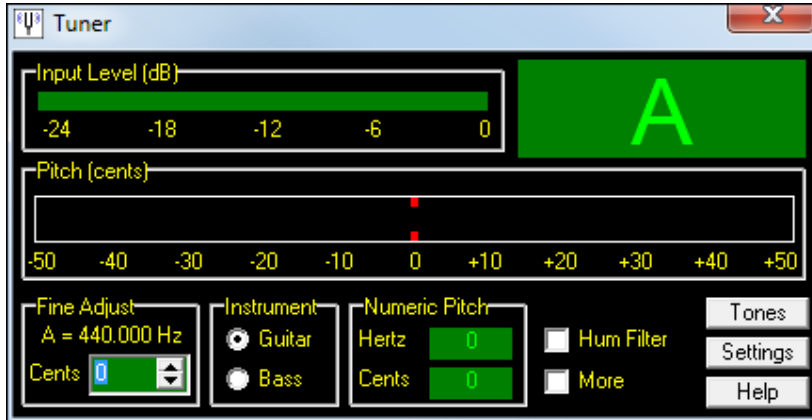 Tuner
Input Level (dB)
-24 -18 -12 -6 0
A
Pitch (cents)
-50 -40 -30 -20 -10 0 +10 +20 +30 +40 +50
Fine Adjust
A = 440.000 Hz
Cents 0
Instrument
Guitar
Bass
Numeric Pitch
Hertz 0
Cents 0
Hum Filter
More
Tones
Settings
Help